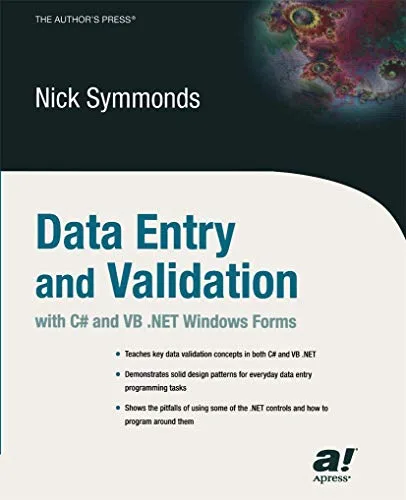 THE AUTHOR'S PRESS®
Nick Symmonds
Data Entry
and Validation
with C# and VB .NET Windows Forms
• Teaches key data validation concepts in both C# and VB .NET
• Demonstrates solid design patterns for everyday data entry
programming tasks
• Shows the pitfalls of using some of the .NET controls and how to
program around them
a!
Apress®